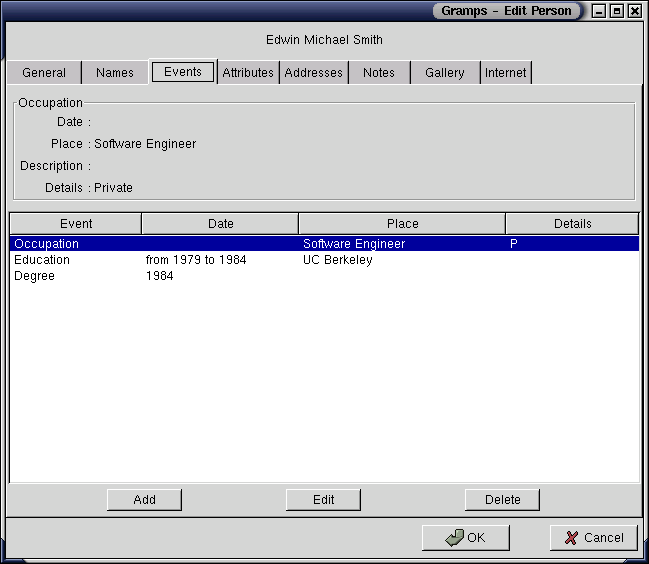 Gramps - Edit Person
Edwin Michael Smith
General Names Events Attributes Addresses Notes Gallery Internet
Occupation
Date :
Place : Software Engineer
Description :
Details : Private
Event Date Place Details
Occupation Software Engineer P
Education from 1979 to 1984 UC Berkeley
Degree 1984
Add Edit Delete
OK Cancel